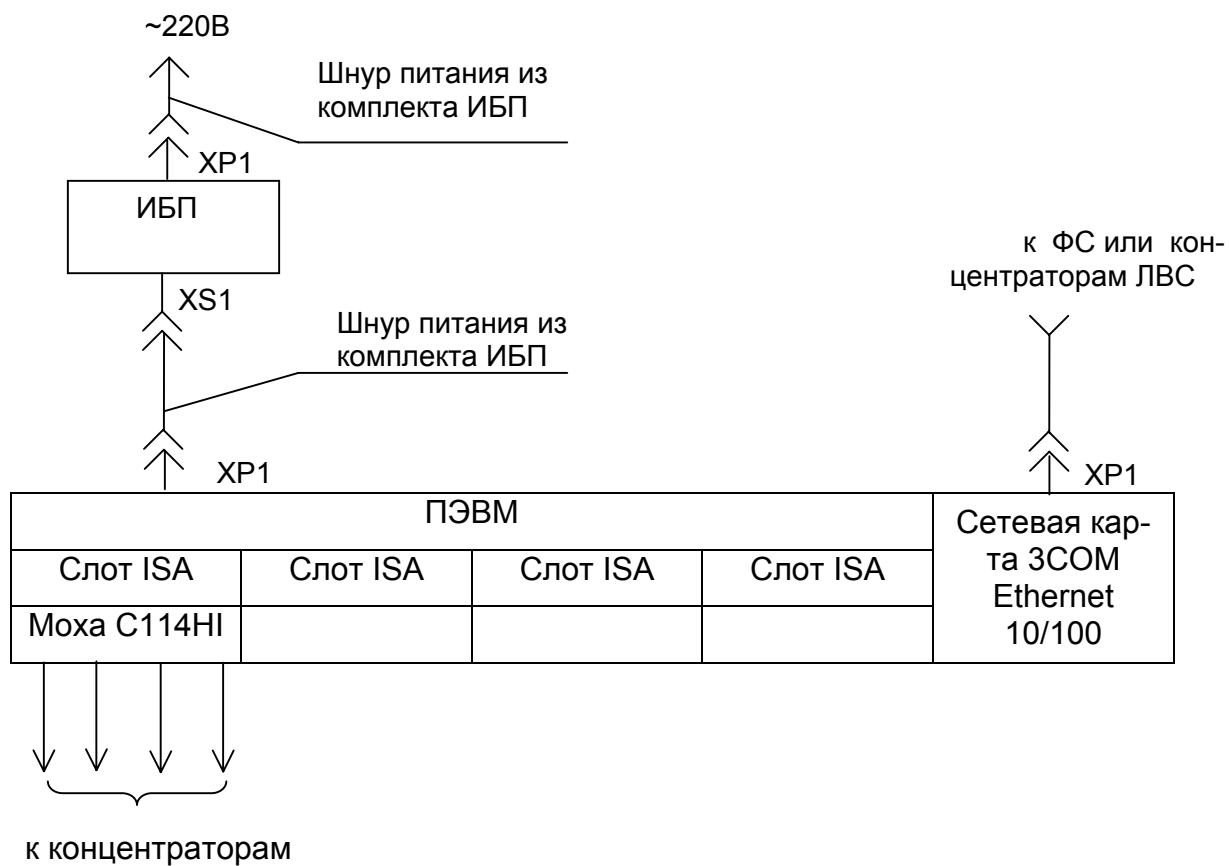 ~220В
Шнур питания из
комплекта ИБП
XP1
ИБП
к ФС или кон-
центраторам ЛВС
XS1
Шнур питания из
комплекта ИБП
XP1
XP1
ПЭВМ
Сетевая кар-
та 3COM
Ethernet
10/100
Слот ISA
Слот ISA
Слот ISA
Слот ISA
Moxa C114HI
к концентраторам